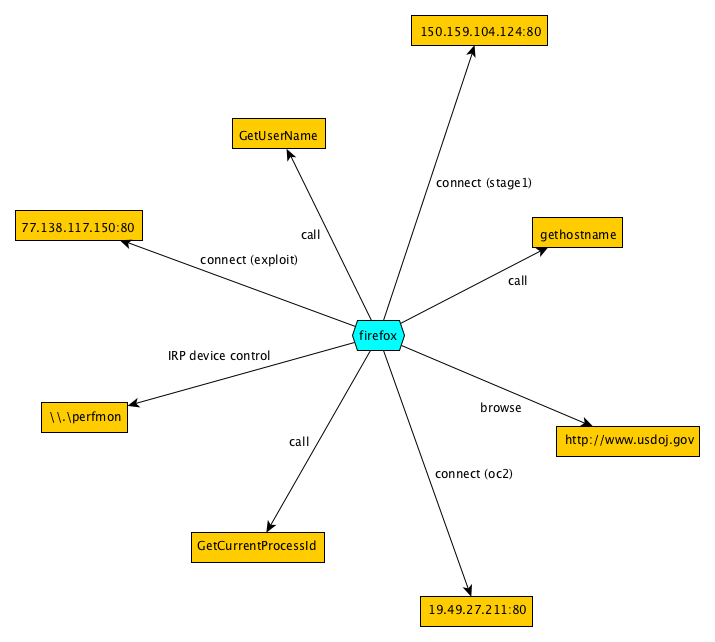 150.159.104.124:80
GetUserName
connect (stage1)
77.138.117.150:80
gethostname
call
connect (exploit)
call
firefox
IRP device control
browse
\\.\perfmon
http://www.usdoj.gov
call
connect (oc2)
GetCurrentProcessId
19.49.27.211:80